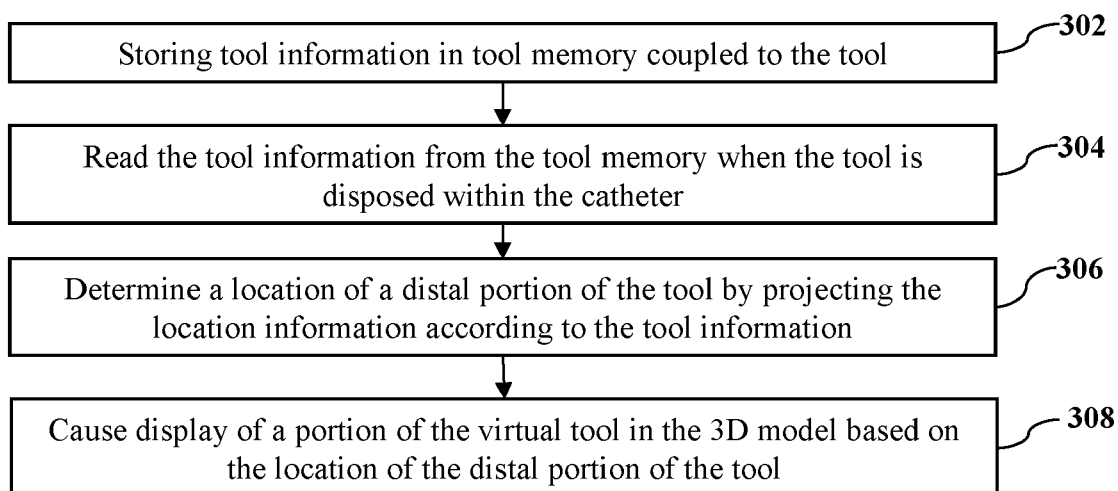 302
Storing tool information in tool memory coupled to the tool
304
Read the tool information from the tool memory when the tool is
disposed within the catheter
306
Determine a location of a distal portion of the tool by projecting the
location information according to the tool information
308
Cause display of a portion of the virtual tool in the 3D model based on
the location of the distal portion of the tool